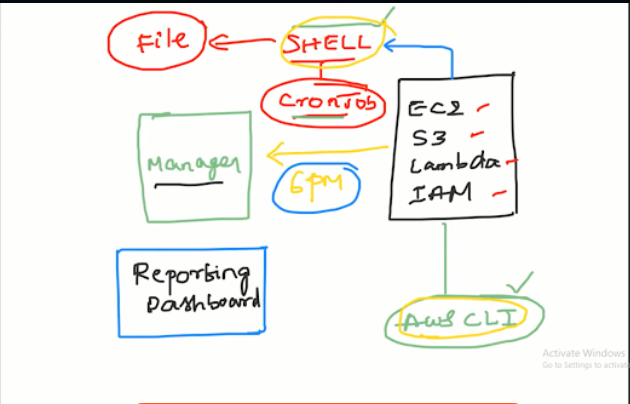 File
SHELL
CronJob
EC2
S3
Lambda
IAM
Manager
6PM
Reporting
Dashboard
AWS CLI
Activate Windows
Go to Settings to activat